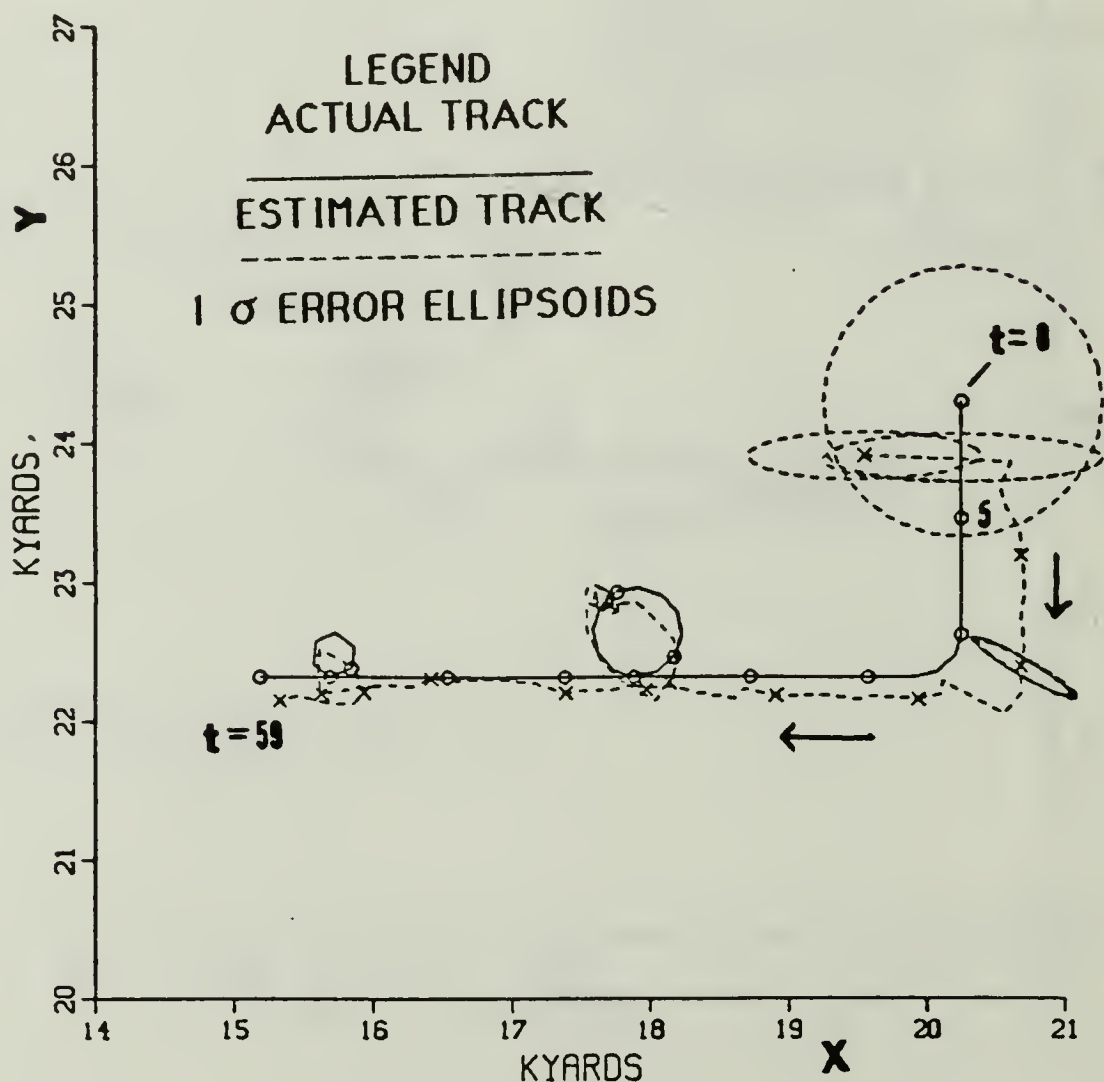 LEGEND
ACTUAL TRACK
ESTIMATED TRACK
1 σ ERROR ELLIPSOIDS
27
26
25
24
23
22
21
20
Y
KYARDS.
t=0
5
t=59
14 15 16 17 18 19 20 21
KYARDS
X